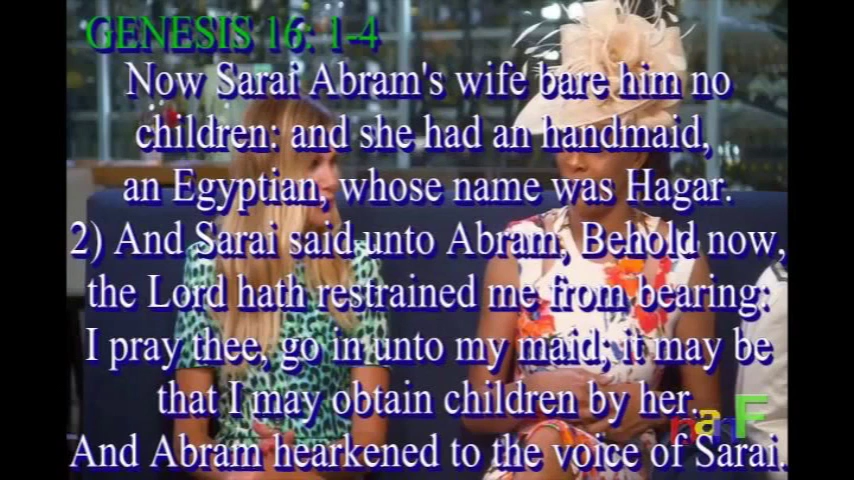 GENESIS 16: 1-4
Now Sarai Abram's wife bare him no
children: and she had an handmaid,
an Egyptian, whose name was Hagar.
2) And Sarai said unto Abram, Behold now,
the Lord hath restrained me from bearing:
I pray thee, go in unto my maid; it may be
that I may obtain children by her.
And Abram hearkened to the voice of Sarai.